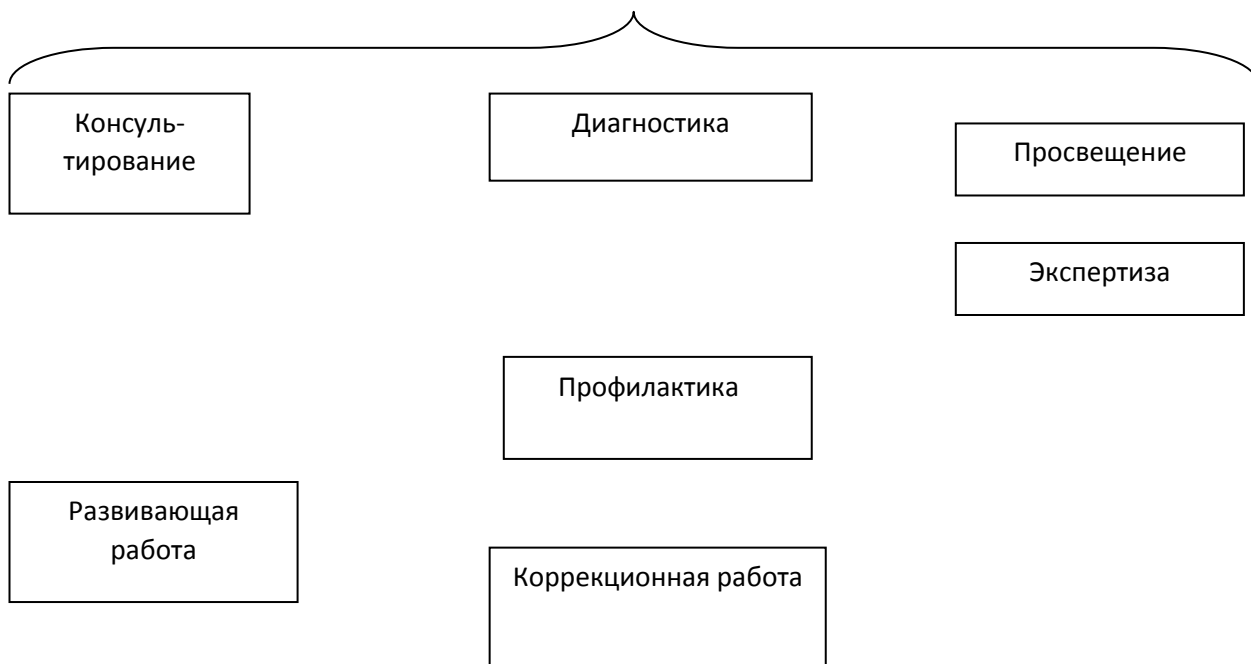 Консуль-
тирование
Диагностика
Просвещение
Экспертиза
Профилактика
Развивающая
работа
Коррекционная работа